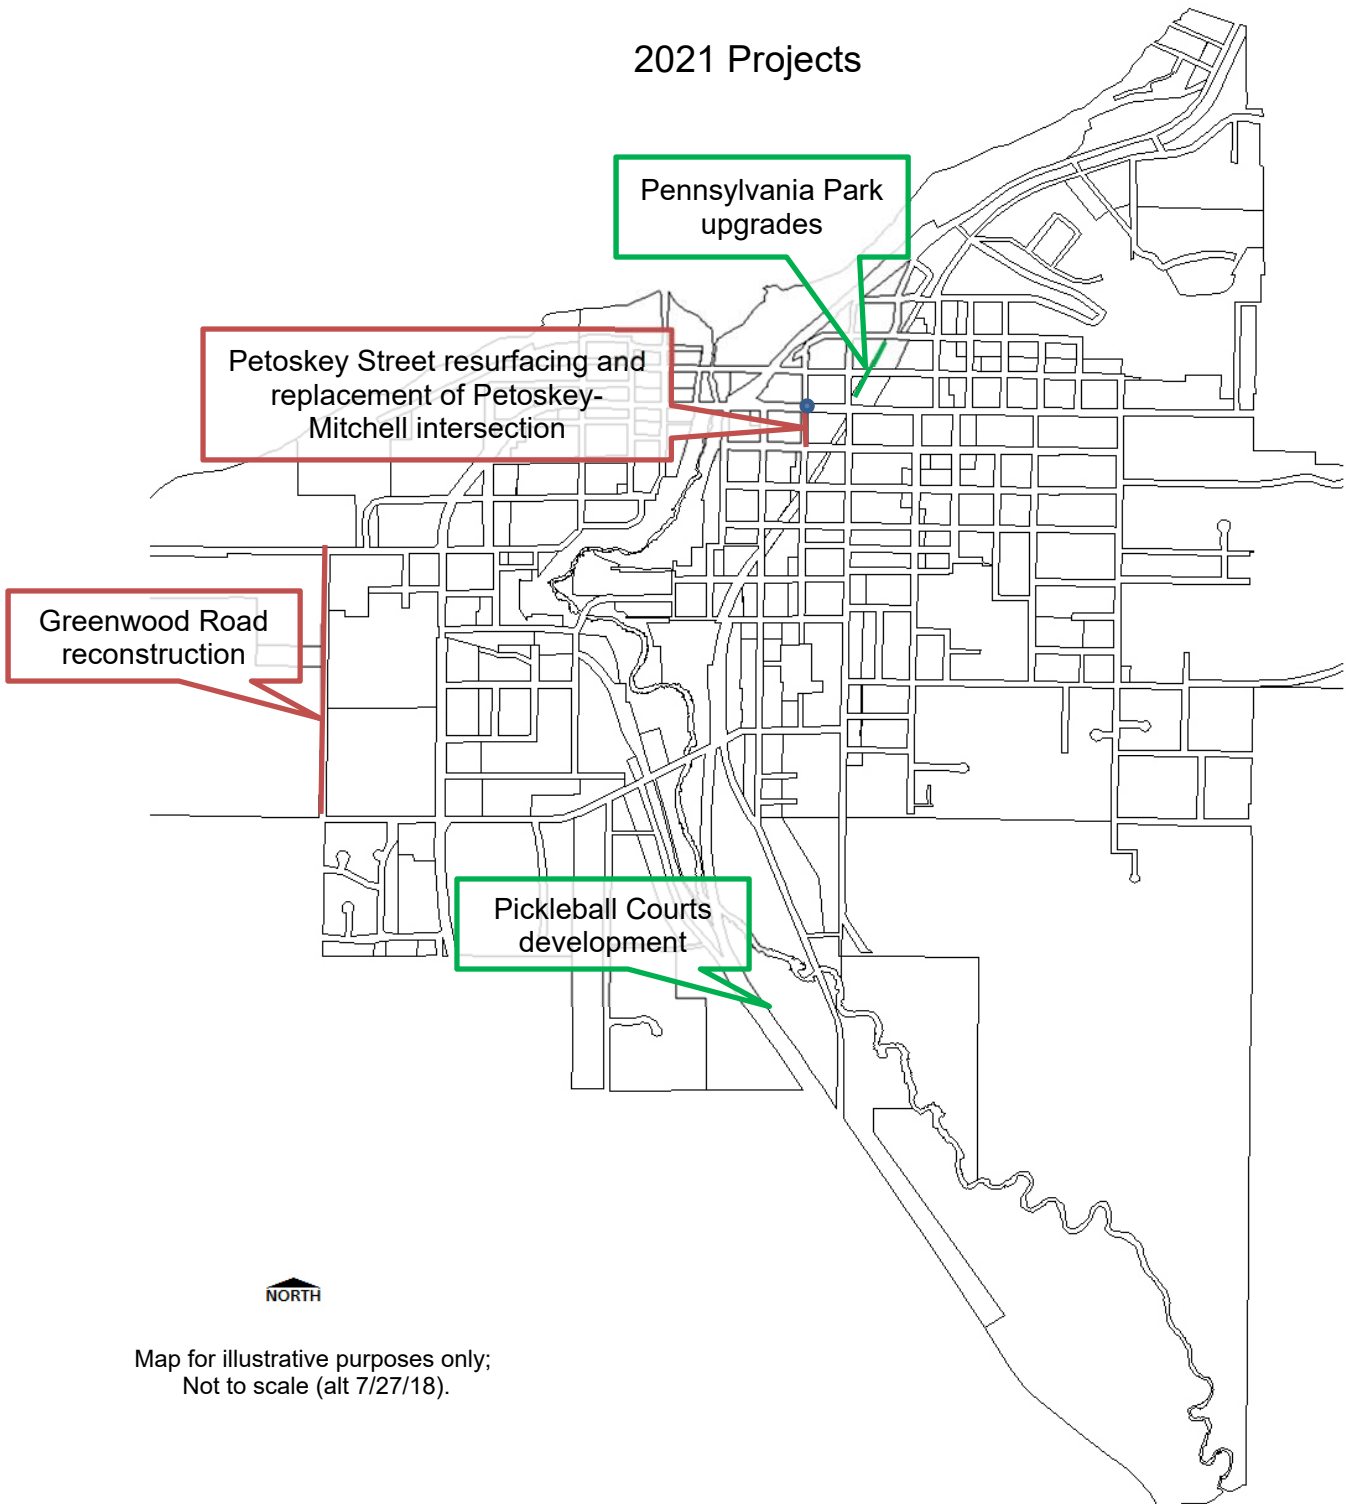 2021 Projects
Pennsylvania Park
upgrades
Petoskey Street resurfacing and
replacement of Petoskey-
Mitchell intersection
Greenwood Road
reconstruction
Pickleball Courts
development
NORTH
Map for illustrative purposes only;
Not to scale (alt 7/27/18).